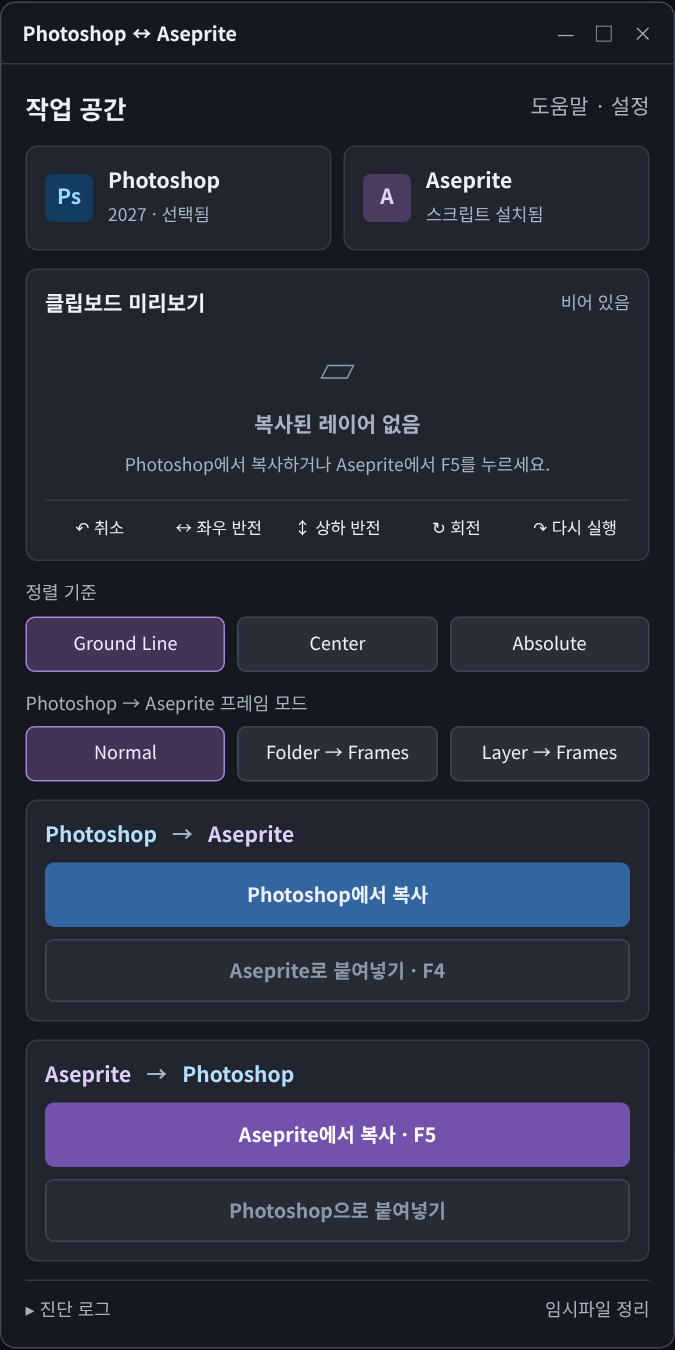 Photoshop ↔ Aseprite
작업 공간
도움말 · 설정
Ps
Photoshop
2027 · 선택됨
A
Aseprite
스크립트 설치됨
클립보드 미리보기
비어 있음
복사된 레이어 없음
Photoshop에서 복사하거나 Aseprite에서 F5를 누르세요.
↶ 취소
↔ 좌우 반전
↕ 상하 반전
↻ 회전
↷ 다시 실행
정렬 기준
Ground Line
Center
Absolute
Photoshop → Aseprite 프레임 모드
Normal
Folder → Frames
Layer → Frames
Photoshop → Aseprite
Photoshop에서 복사
Aseprite로 붙여넣기 · F4
Aseprite → Photoshop
Aseprite에서 복사 · F5
Photoshop으로 붙여넣기
▸ 진단 로그
임시파일 정리